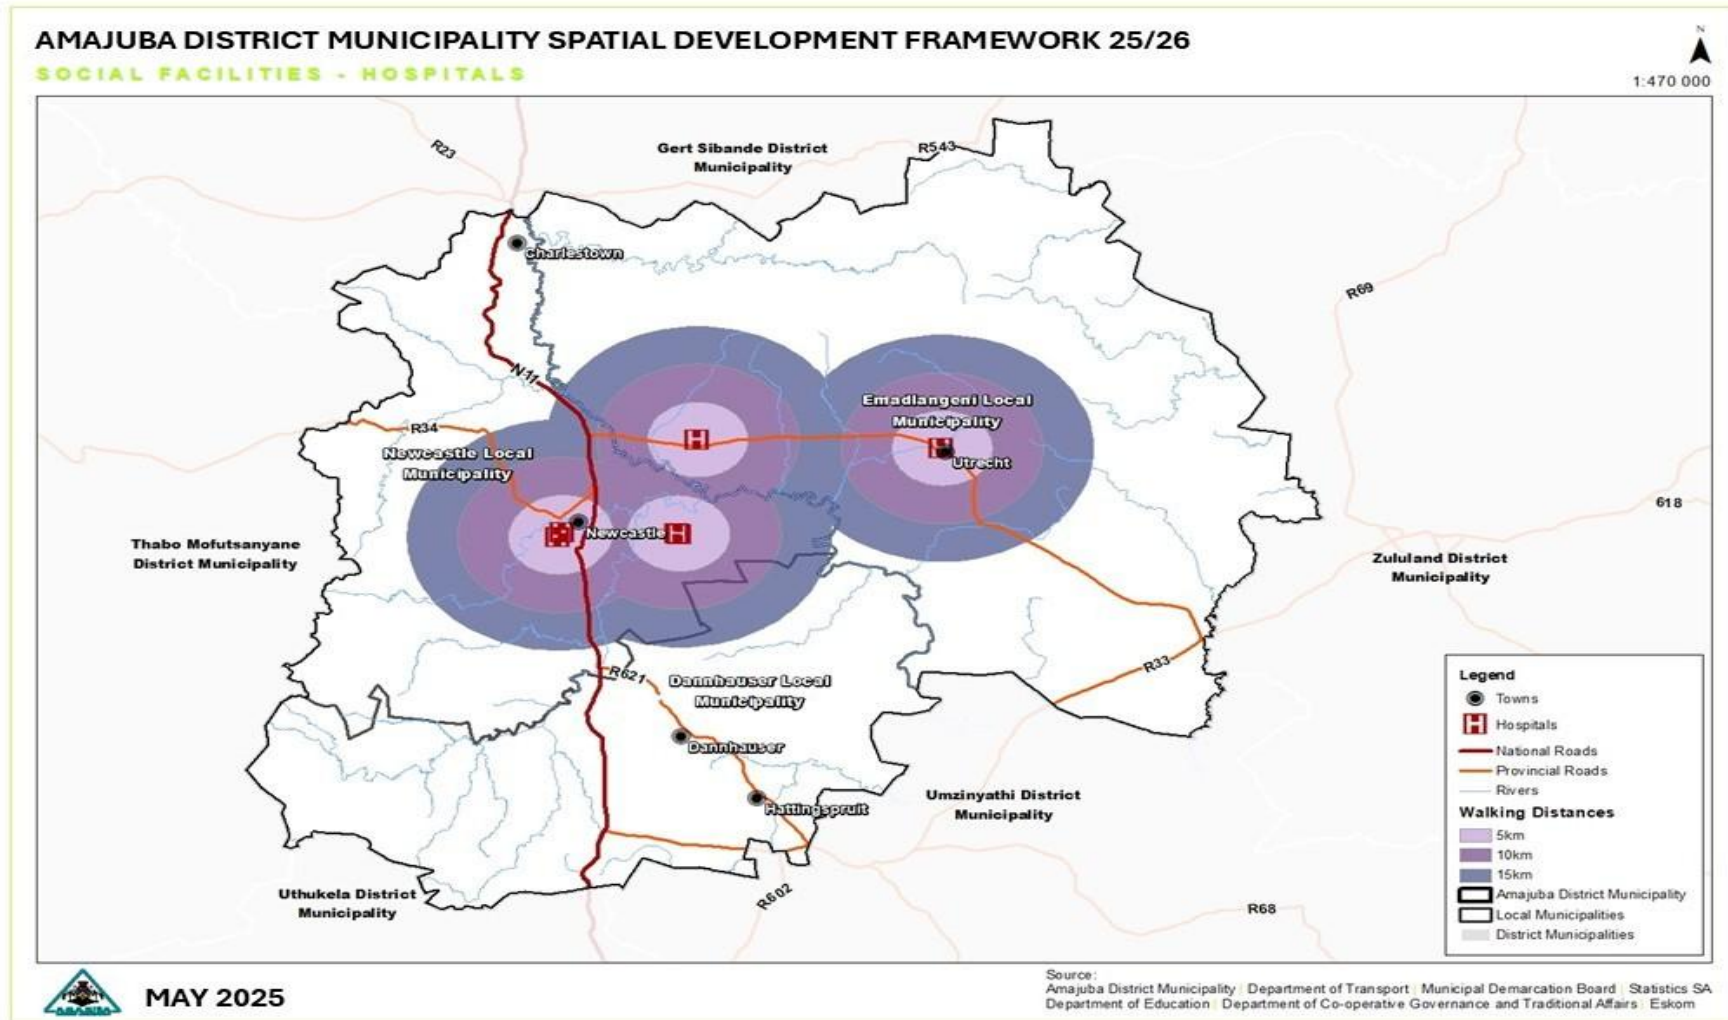 AMAJUBA DISTRICT MUNICIPALITY SPATIAL DEVELOPMENT FRAMEWORK 25/26
SOCIAL FACILITIES - HOSPITALS
N
1:470 000
R23
Gert Sibande District
Municipality
R543
Charlestown
R69
N11
R34
Newcastle Local
Municipality
Emadlangeni Local
Municipality
H
H
Utrecht
618
Newcastle
H
Thabo Mofutsanyane
District Municipality
Zululand District
Municipality
R621
Dannhauser Local
Municipality
R33
Dannhauser
Hattingspruit
Umzinyathi District
Municipality
Uthukela District
Municipality
R602
R68
Legend
Towns
H Hospitals
National Roads
Provincial Roads
Rivers
Walking Distances
5km
10km
15km
Amajuba District Municipality
Local Municipalities
District Municipalities
MAY 2025
Source:
Amajuba District Municipality | Department of Transport | Municipal Demarcation Board | Statistics SA
Department of Education | Department of Co-operative Governance and Traditional Affairs | Eskom